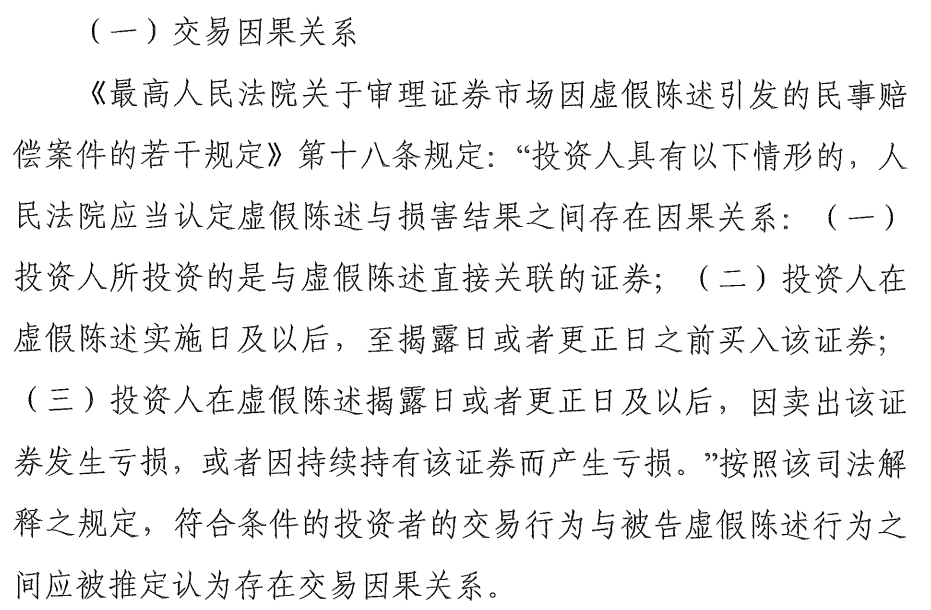 （一）交易因果关系
《最高人民法院关于审理证券市场因虚假陈述引发的民事赔
偿案件的若干规定》第十八条规定：“投资人具有以下情形的，人
民法院应当认定虚假陈述与损害结果之间存在因果关系：（一）
投资人所投资的是与虚假陈述直接关联的证券；（二）投资人在
虚假陈述实施日及以后，至揭露日或者更正日之前买入该证券；
（三）投资人在虚假陈述揭露日或者更正日及以后，因卖出该证
券发生亏损，或者因持续持有该证券而产生亏损。”按照该司法解
释之规定，符合条件的投资者的交易行为与被告虚假陈述行为之
间应被推定认为存在交易因果关系。